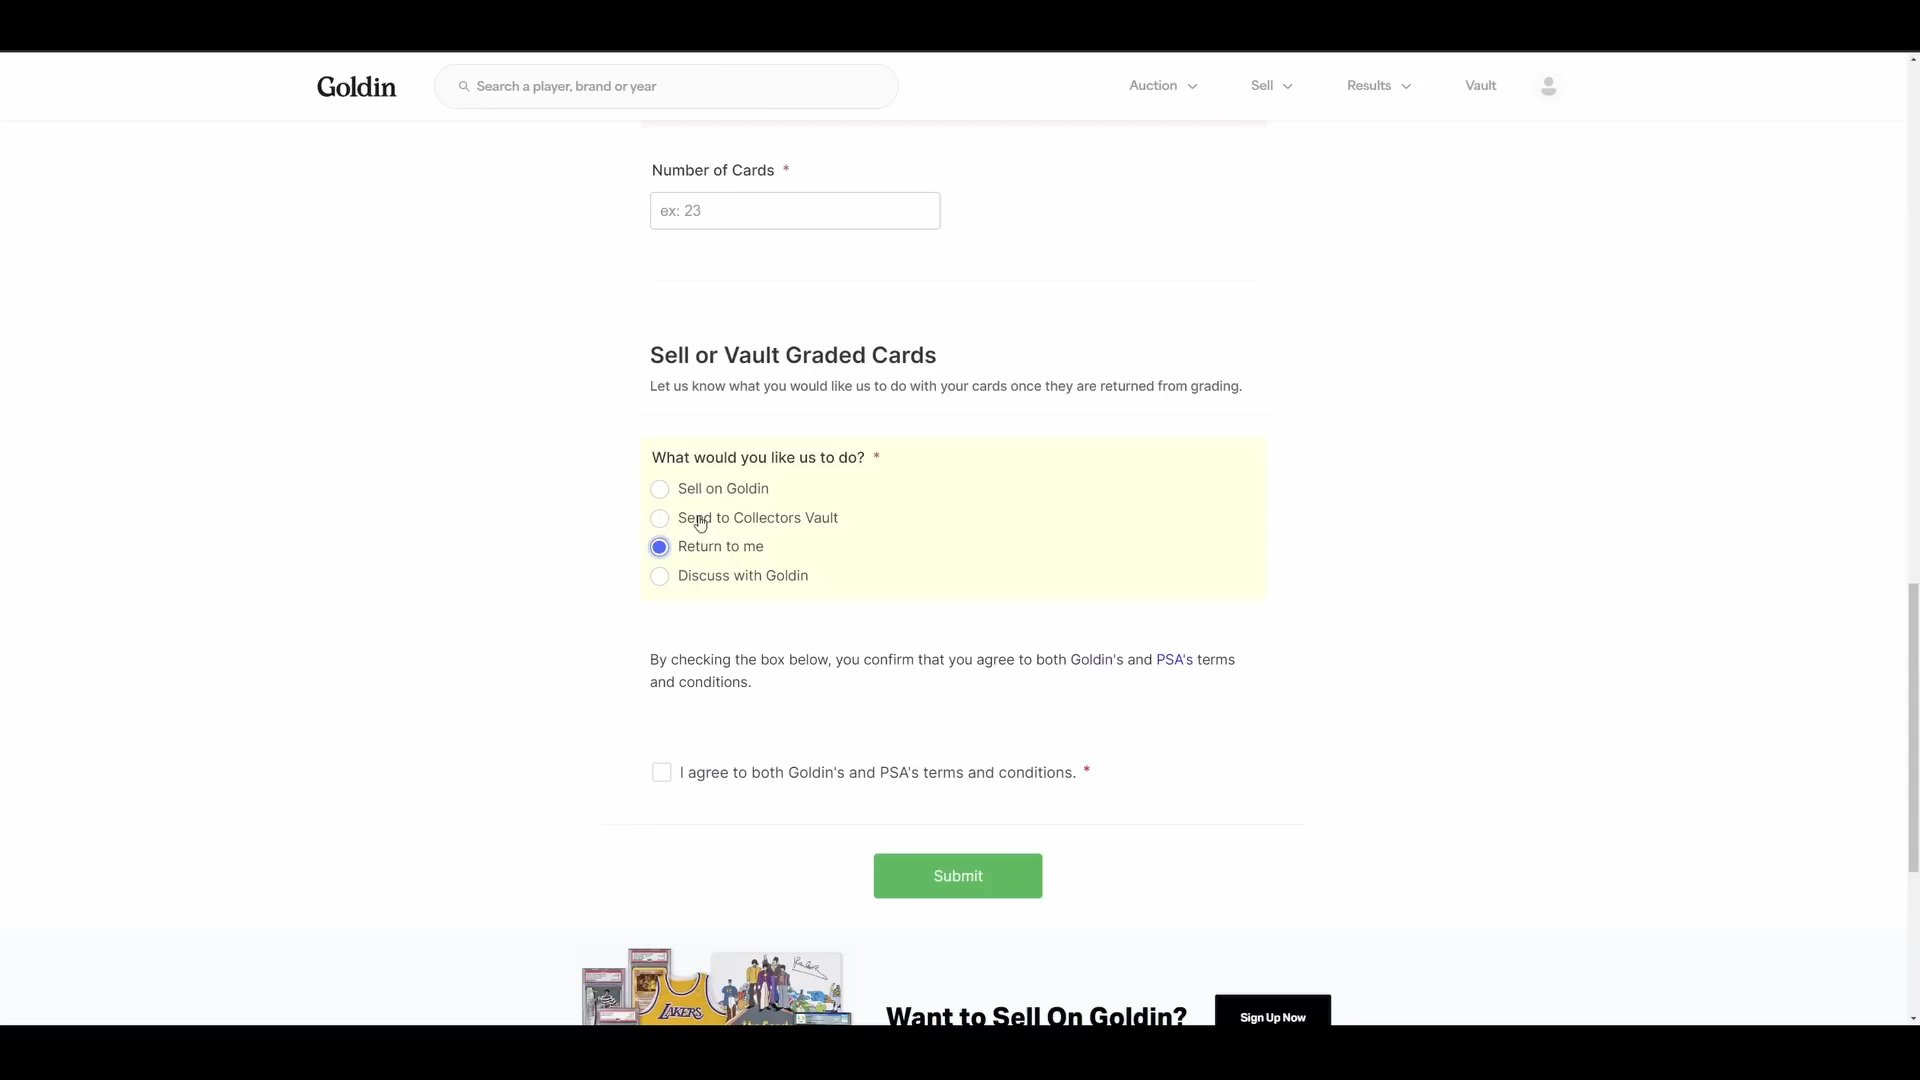 Goldin
Search a player, brand or year
Auction
Sell
Results
Vault
Number of Cards *
ex: 23
Sell or Vault Graded Cards
Let us know what you would like us to do with your cards once they are returned from grading.
What would you like us to do? *
Sell on Goldin
Send to Collectors Vault
Return to me
Discuss with Goldin
By checking the box below, you confirm that you agree to both Goldin's and PSA's terms
and conditions.
I agree to both Goldin's and PSA's terms and conditions. *
Submit
LAKERS
Want to Sell On Goldin?
Sign Up Now